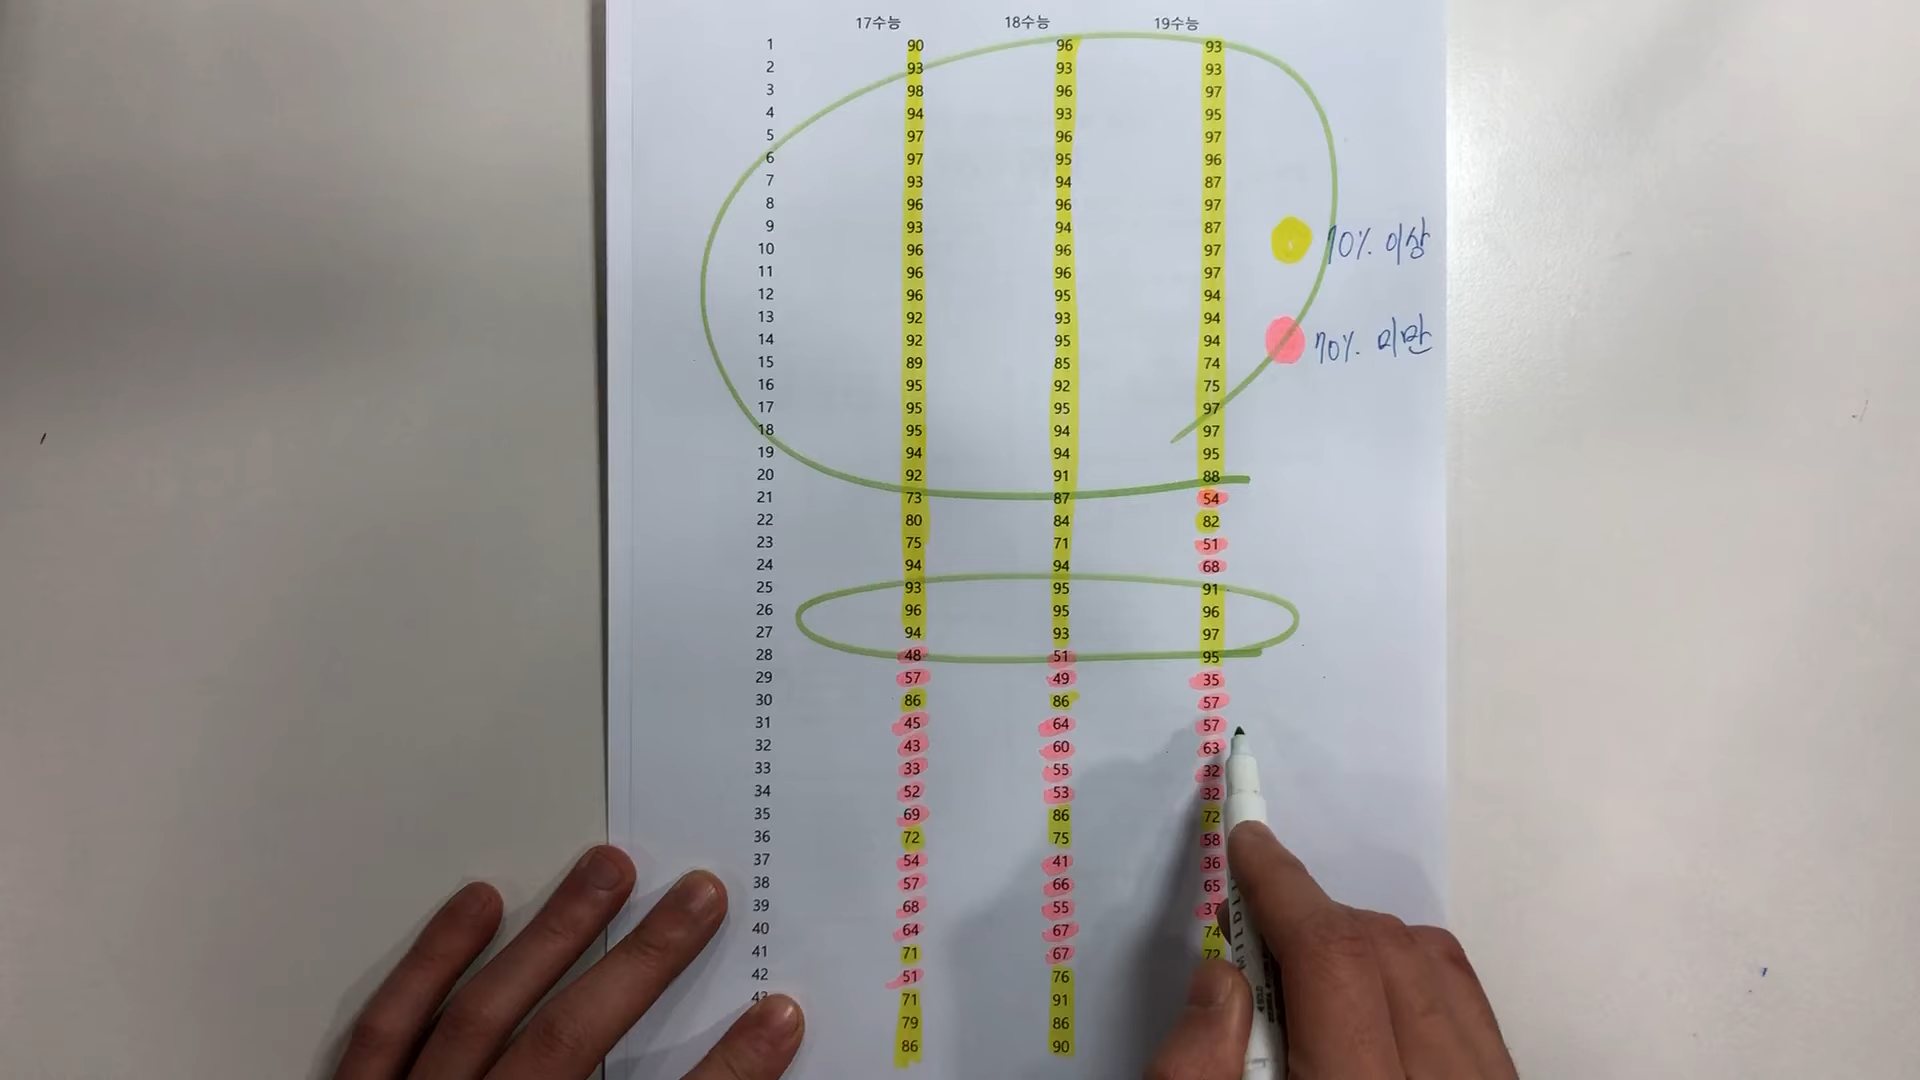 17수능 18수능 19수능
1 90 96 93
2 93 93 93
3 98 96 97
4 94 93 95
5 97 96 97
6 97 95 96
7 93 94 87
8 96 96 97
9 93 94 87
70% 이상
10 96 96 97
11 96 96 97
12 96 95 94
13 92 93 94
14 92 95 94
70% 미만
15 89 85 74
16 95 92 75
17 95 95 97
18 95 94 97
19 94 94 95
20 92 91 88
21 73 87 54
22 80 84 82
23 75 71 51
24 94 94 68
25 93 95 91
26 96 95 96
27 94 93 97
28 48 51 95
29 57 49 35
30 86 86 57
31 45 64 57
32 43 60 63
33 33 55 32
34 52 53 32
35 69 86 72
36 72 75 58
37 54 41 36
38 57 66 65
39 68 55 37
40 64 67 74
41 71 67 72
42 51 76
71 91
79 86
86 90
MILDLI